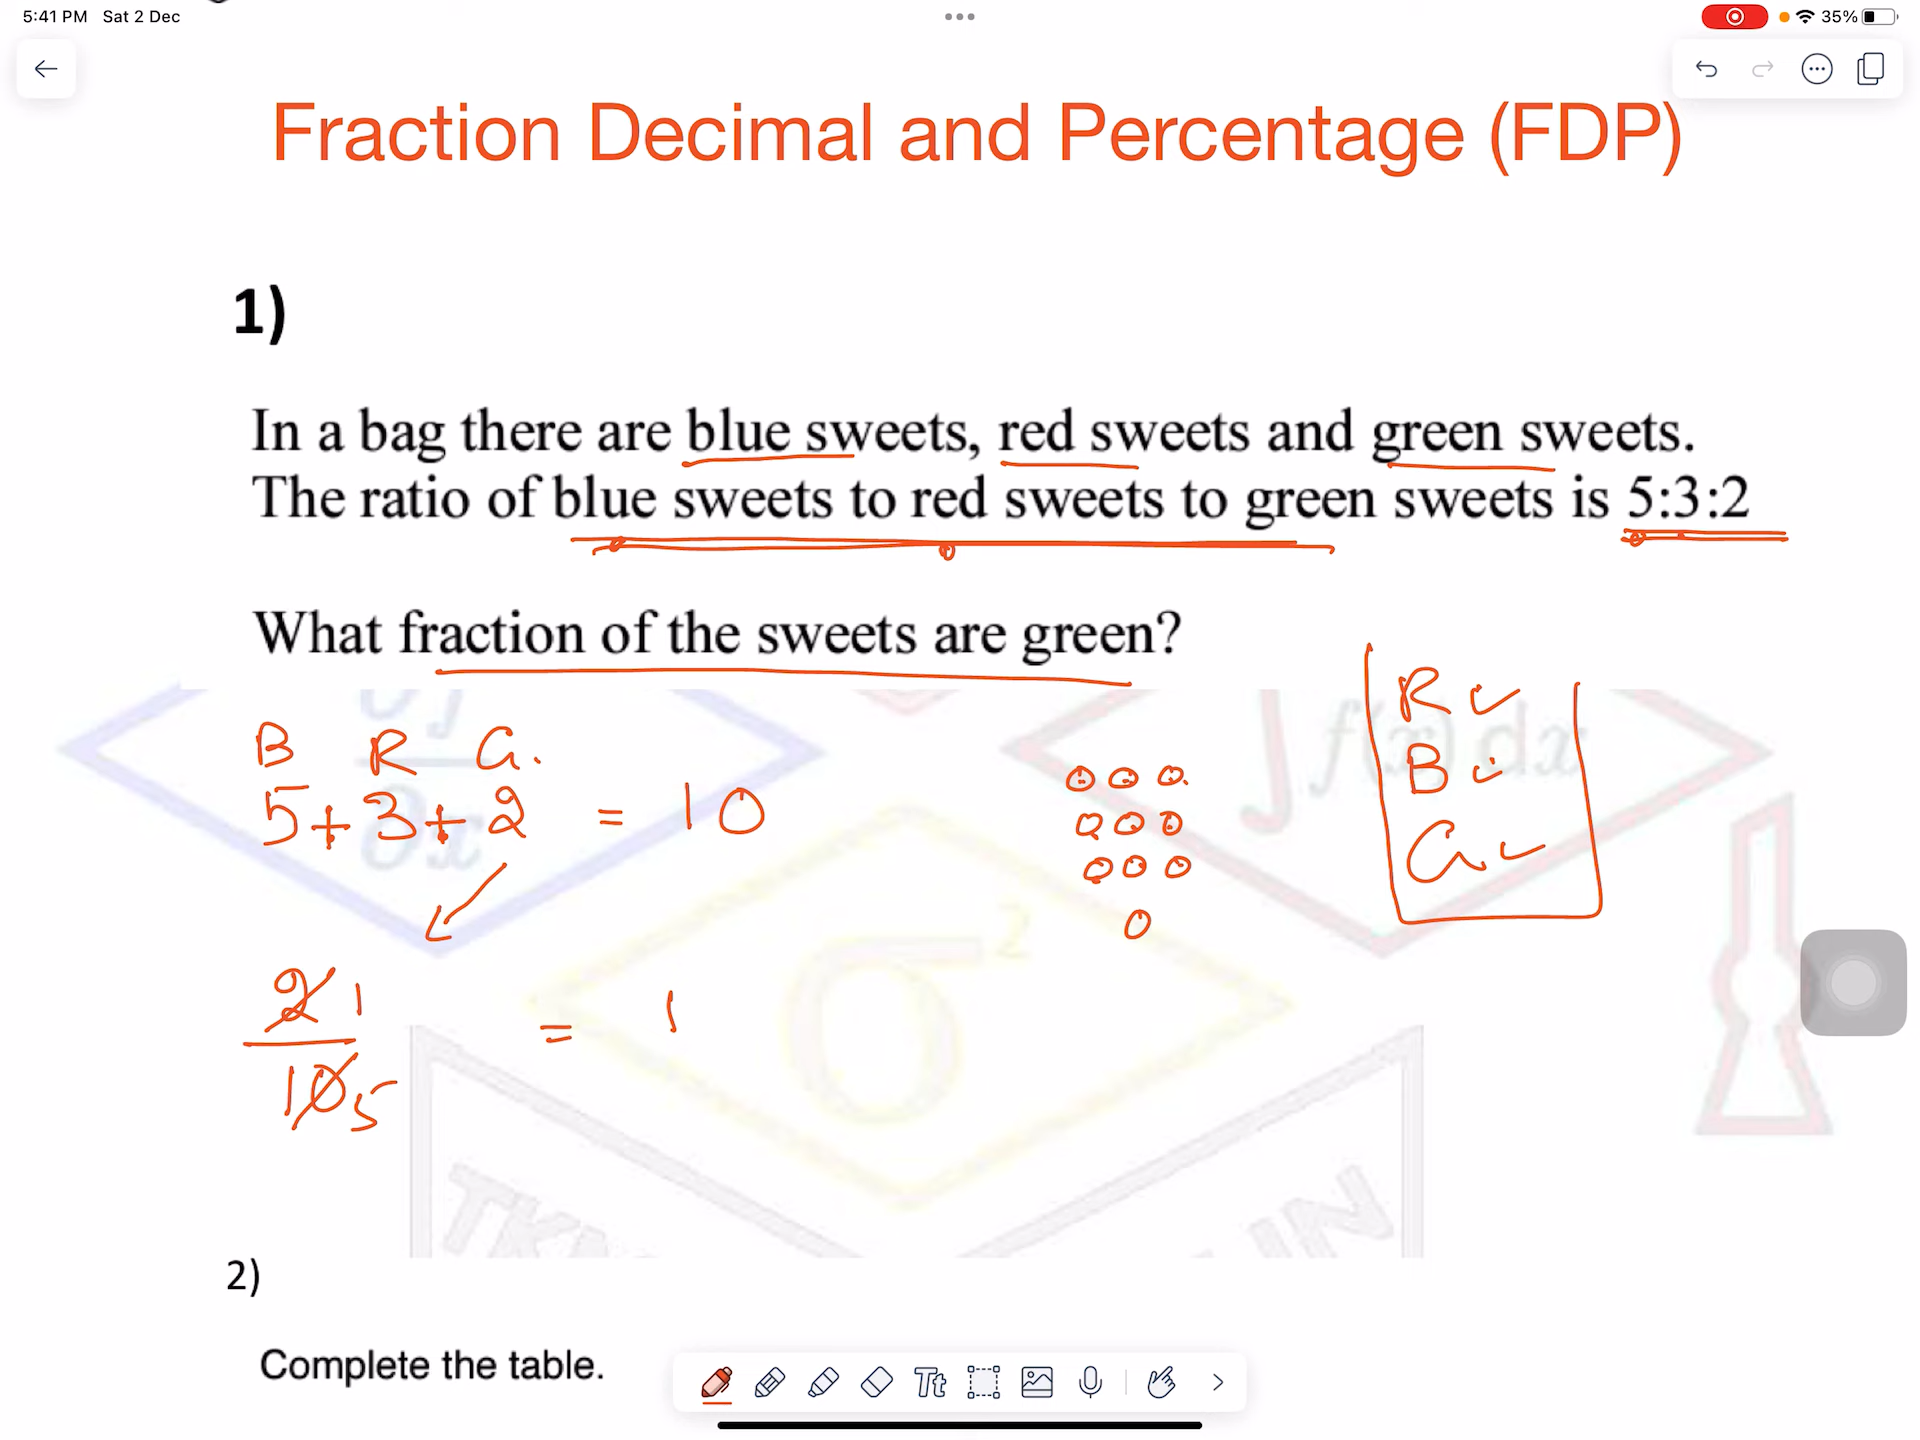 5:41 PM Sat 2 Dec
35%
Fraction Decimal and Percentage (FDP)
1)
In a bag there are blue sweets, red sweets and green sweets.
The ratio of blue sweets to red sweets to green sweets is 5:3:2
What fraction of the sweets are green?
B R G.
5+3+2 = 10
R
B
G
2 1
10 5
= 1
∫f(x)dx
∂x
σ²
2)
Complete the table.
Tt